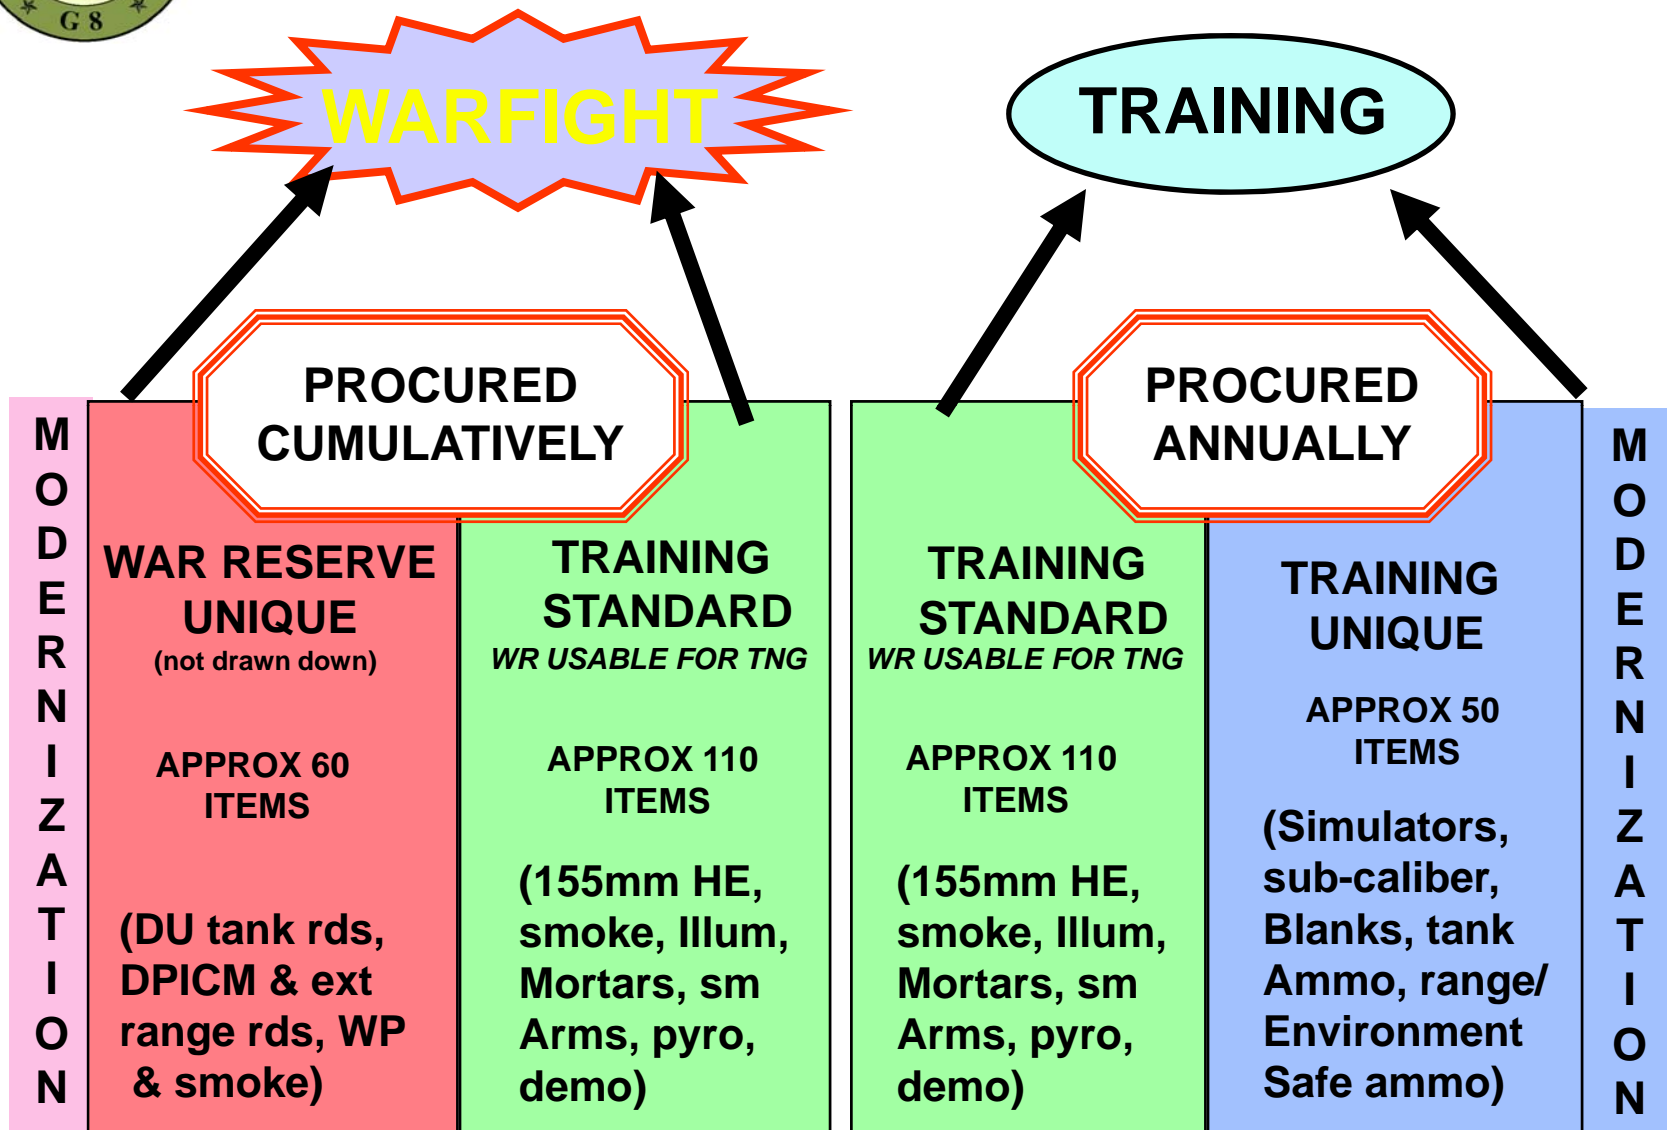 G 8
WARFIGHT
TRAINING
PROCURED
CUMULATIVELY
PROCURED
ANNUALLY
MODERNIZATION
WAR RESERVE
UNIQUE
(not drawn down)
APPROX 60
ITEMS
(DU tank rds,
DPICM & ext
range rds, WP
& smoke)
TRAINING
STANDARD
WR USABLE FOR TNG
APPROX 110
ITEMS
(155mm HE,
smoke, Illum,
Mortars, sm
Arms, pyro,
demo)
TRAINING
STANDARD
WR USABLE FOR TNG
APPROX 110
ITEMS
(155mm HE,
smoke, Illum,
Mortars, sm
Arms, pyro,
demo)
TRAINING
UNIQUE
APPROX 50
ITEMS
(Simulators,
sub-caliber,
Blanks, tank
Ammo, range/
Environment
Safe ammo)
MODERNIZATION